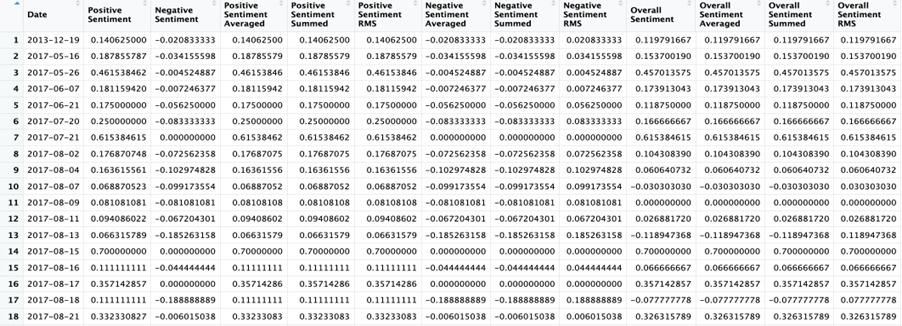 Date Positive Sentiment Negative Sentiment Positive Sentiment Averaged Positive Sentiment Summed Positive Sentiment RMS Negative Sentiment Averaged Negative Sentiment Summed Negative Sentiment RMS Overall Sentiment Overall Sentiment Averaged Overall Sentiment Summed Overall Sentiment RMS
1 2013-12-19 0.140625000 -0.020833333 0.14062500 0.14062500 0.14062500 -0.020833333 -0.020833333 0.020833333 0.119791667 0.119791667 0.119791667 0.119791667
2 2017-05-16 0.187855787 -0.034155598 0.18785579 0.18785579 0.18785579 -0.034155598 -0.034155598 0.034155598 0.153700190 0.153700190 0.153700190 0.153700190
3 2017-05-26 0.461538462 -0.004524887 0.46153846 0.46153846 0.46153846 -0.004524887 -0.004524887 0.004524887 0.457013575 0.457013575 0.457013575 0.457013575
4 2017-06-07 0.181159420 -0.007246377 0.18115942 0.18115942 0.18115942 -0.007246377 -0.007246377 0.007246377 0.173913043 0.173913043 0.173913043 0.173913043
5 2017-06-21 0.175000000 -0.056250000 0.17500000 0.17500000 0.17500000 -0.056250000 -0.056250000 0.056250000 0.118750000 0.118750000 0.118750000 0.118750000
6 2017-07-20 0.250000000 -0.083333333 0.25000000 0.25000000 0.25000000 -0.083333333 -0.083333333 0.083333333 0.166666667 0.166666667 0.166666667 0.166666667
7 2017-07-21 0.615384615 0.000000000 0.61538462 0.61538462 0.61538462 0.000000000 0.000000000 0.000000000 0.615384615 0.615384615 0.615384615 0.615384615
8 2017-08-02 0.176870748 -0.072562358 0.17687075 0.17687075 0.17687075 -0.072562358 -0.072562358 0.072562358 0.104308390 0.104308390 0.104308390 0.104308390
9 2017-08-04 0.163615561 -0.102974828 0.16361556 0.16361556 0.16361556 -0.102974828 -0.102974828 0.102974828 0.060640732 0.060640732 0.060640732 0.060640732
10 2017-08-07 0.068870523 -0.099173554 0.06887052 0.06887052 0.06887052 -0.099173554 -0.099173554 0.099173554 -0.030303030 -0.030303030 -0.030303030 0.030303030
11 2017-08-09 0.081081081 -0.081081081 0.08108108 0.08108108 0.08108108 -0.081081081 -0.081081081 0.081081081 0.000000000 0.000000000 0.000000000 0.000000000
12 2017-08-11 0.094086022 -0.067204301 0.09408602 0.09408602 0.09408602 -0.067204301 -0.067204301 0.067204301 0.026881720 0.026881720 0.026881720 0.026881720
13 2017-08-13 0.066315789 -0.185263158 0.06631579 0.06631579 0.06631579 -0.185263158 -0.185263158 0.185263158 -0.118947368 -0.118947368 -0.118947368 0.118947368
14 2017-08-15 0.700000000 0.000000000 0.70000000 0.70000000 0.70000000 0.000000000 0.000000000 0.000000000 0.700000000 0.700000000 0.700000000 0.700000000
15 2017-08-16 0.111111111 -0.044444444 0.11111111 0.11111111 0.11111111 -0.044444444 -0.044444444 0.044444444 0.066666667 0.066666667 0.066666667 0.066666667
16 2017-08-17 0.357142857 0.000000000 0.35714286 0.35714286 0.35714286 0.000000000 0.000000000 0.000000000 0.357142857 0.357142857 0.357142857 0.357142857
17 2017-08-18 0.111111111 -0.188888889 0.11111111 0.11111111 0.11111111 -0.188888889 -0.188888889 0.188888889 -0.077777778 -0.077777778 -0.077777778 0.077777778
18 2017-08-21 0.332330827 -0.006015038 0.33233083 0.33233083 0.33233083 -0.006015038 -0.006015038 0.006015038 0.326315789 0.326315789 0.326315789 0.326315789